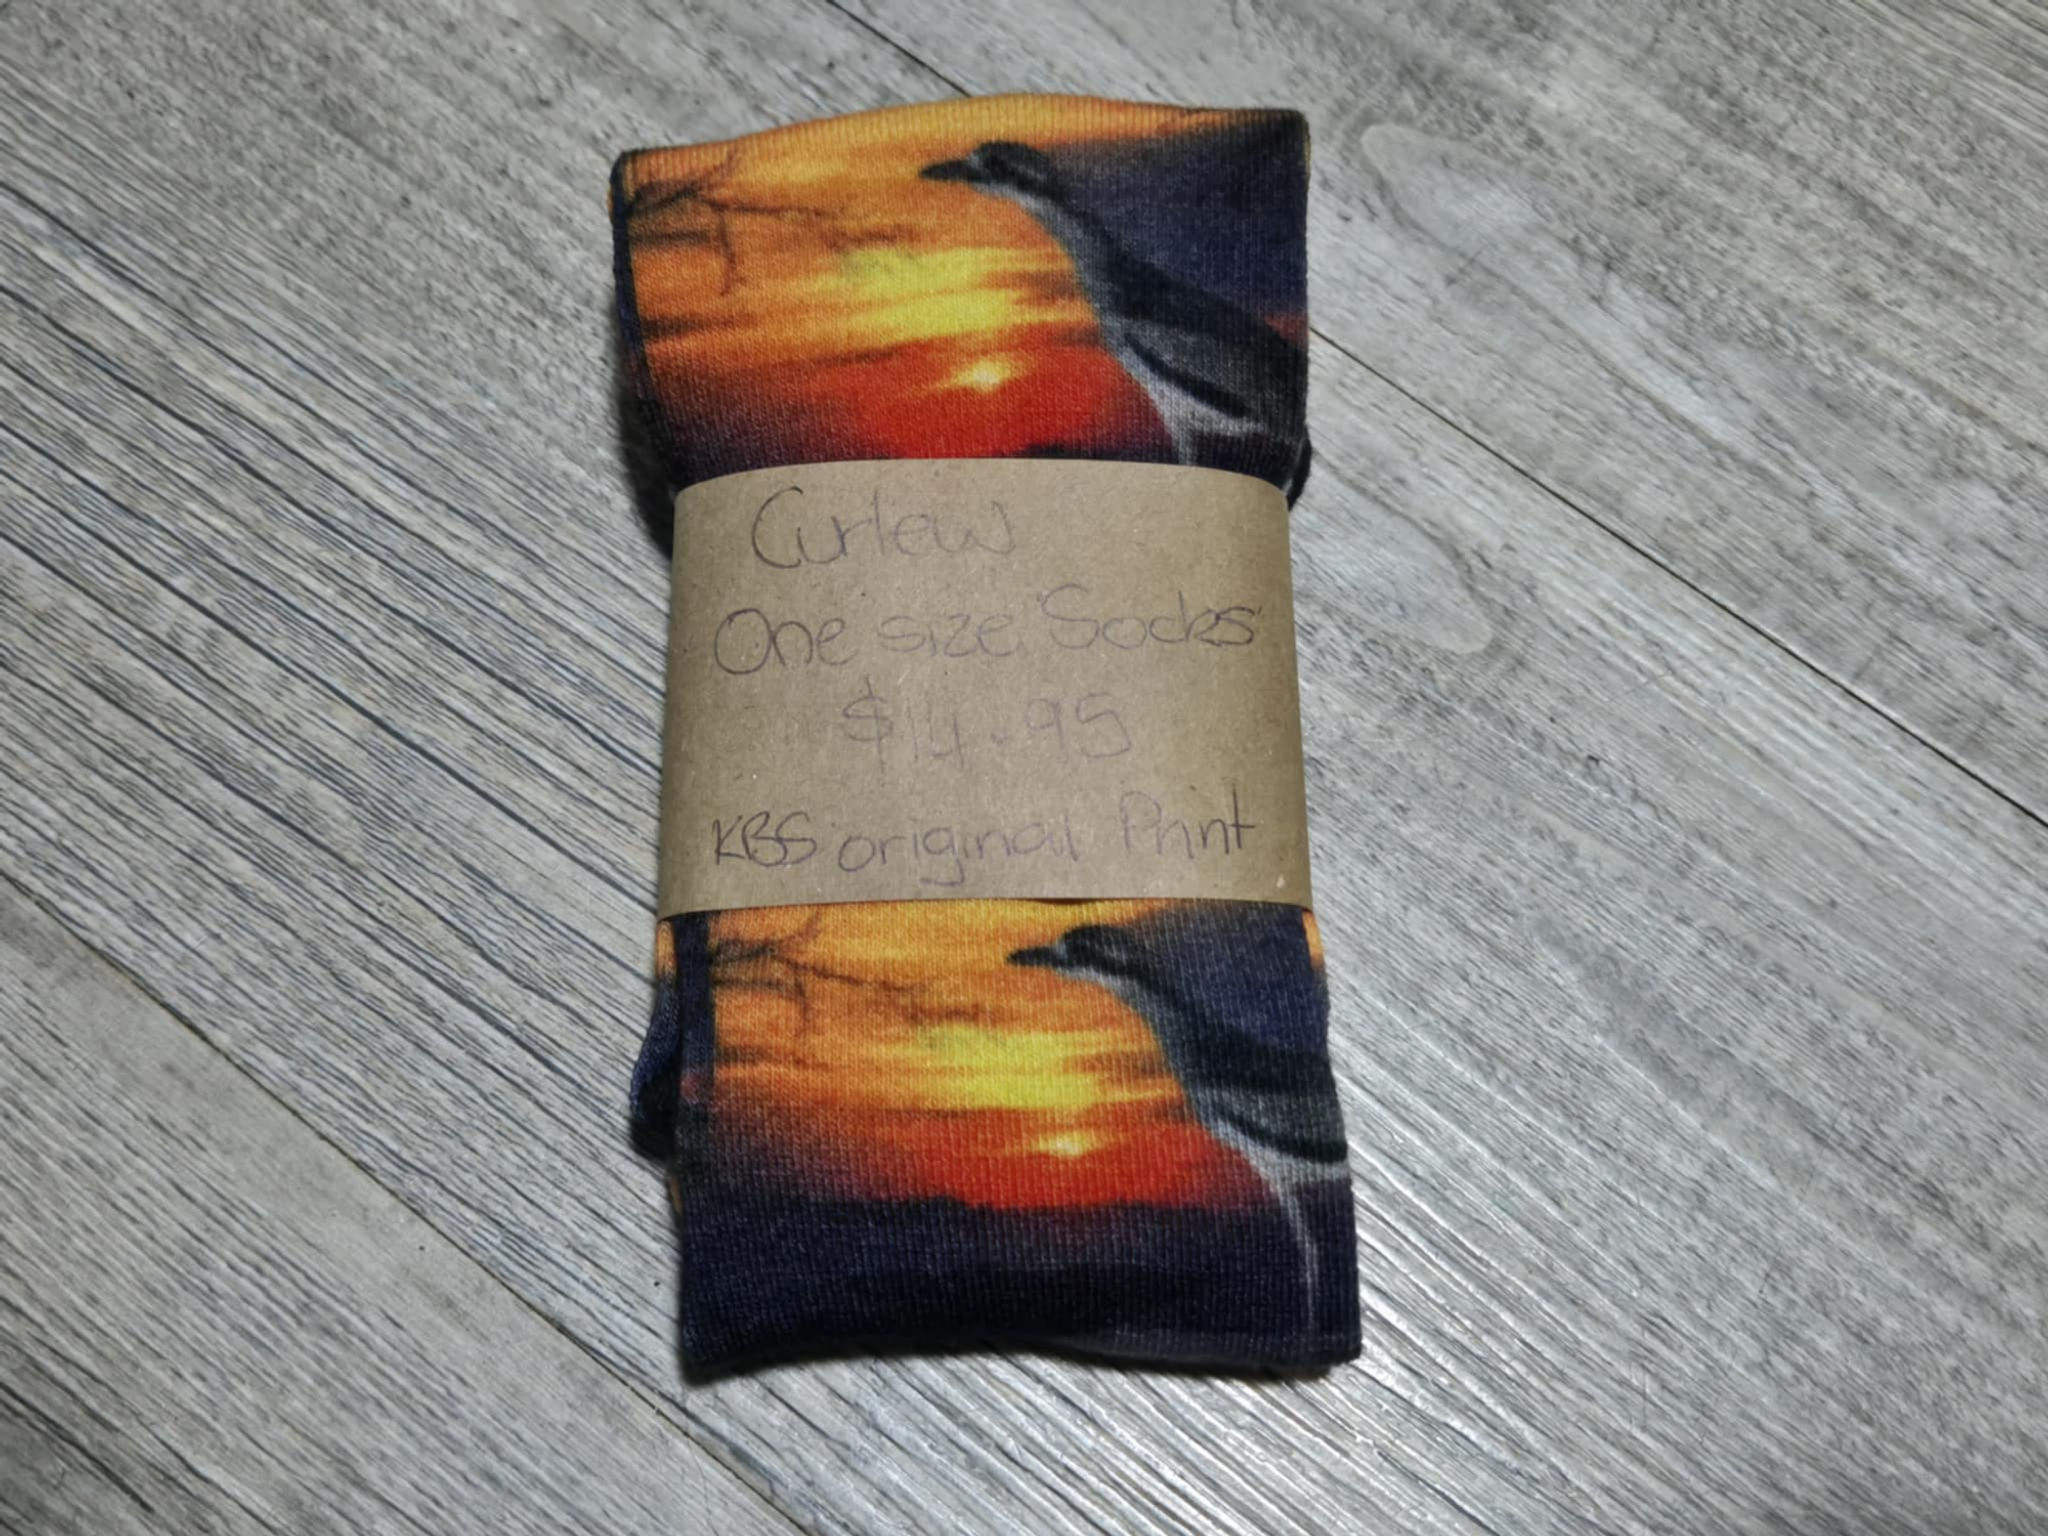 Curlew
One size 'Socks'
$14.95
KBS original Print